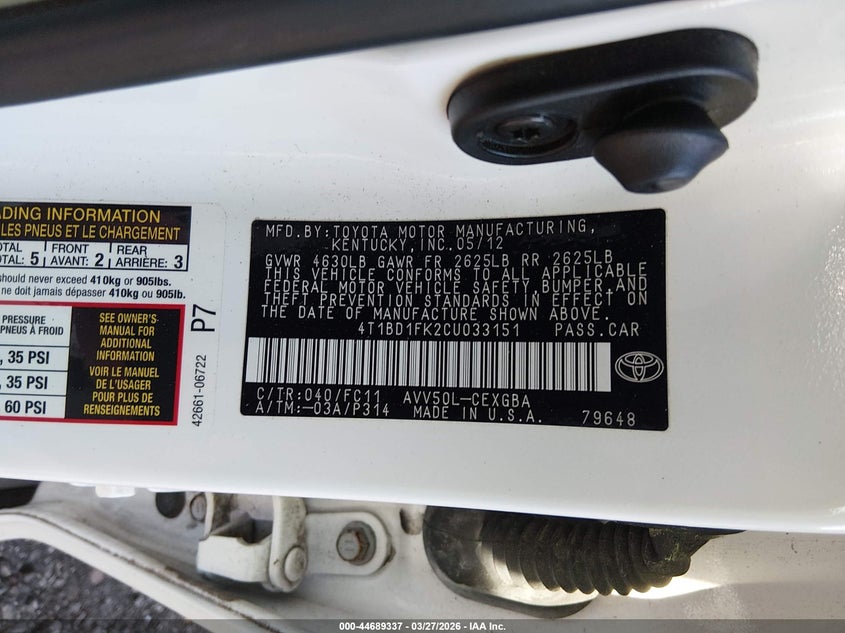 ADING INFORMATION
LES PNEUS ET LE CHARGEMENT
OTAL FRONT REAR
OTAL: 5 AVANT: 2 ARRIÈRE: 3
hould never exceed 410kg or 905lbs.
ne doit jamais dépasser 410kg ou 905lb.
PRESSURE
PNEUS À FROID
, 35 PSI
, 35 PSI
60 PSI
SEE OWNER'S
MANUAL FOR
ADDITIONAL
INFORMATION
VOIR LE MANUEL
DE L'USAGER
POUR PLUS DE
RENSEIGNEMENTS
42661-06722 P7
MFD.BY:TOYOTA MOTOR MANUFACTURING,
KENTUCKY, INC.05/12
GVWR 4630LB GAWR FR 2625LB RR 2625LB
THIS VEHICLE CONFORMS TO ALL APPLICABLE
FEDERAL MOTOR VEHICLE SAFETY, BUMPER, AND
THEFT PREVENTION STANDARDS IN EFFECT ON
THE DATE OF MANUFACTURE SHOWN ABOVE.
4T1BD1FK2CU033151 PASS.CAR
C/TR:040/FC11 AVV50L-CEXGBA
A/TM:-03A/P314 MADE IN U.S.A. 79648
000-44689337 - 03/27/2026 - IAA Inc.